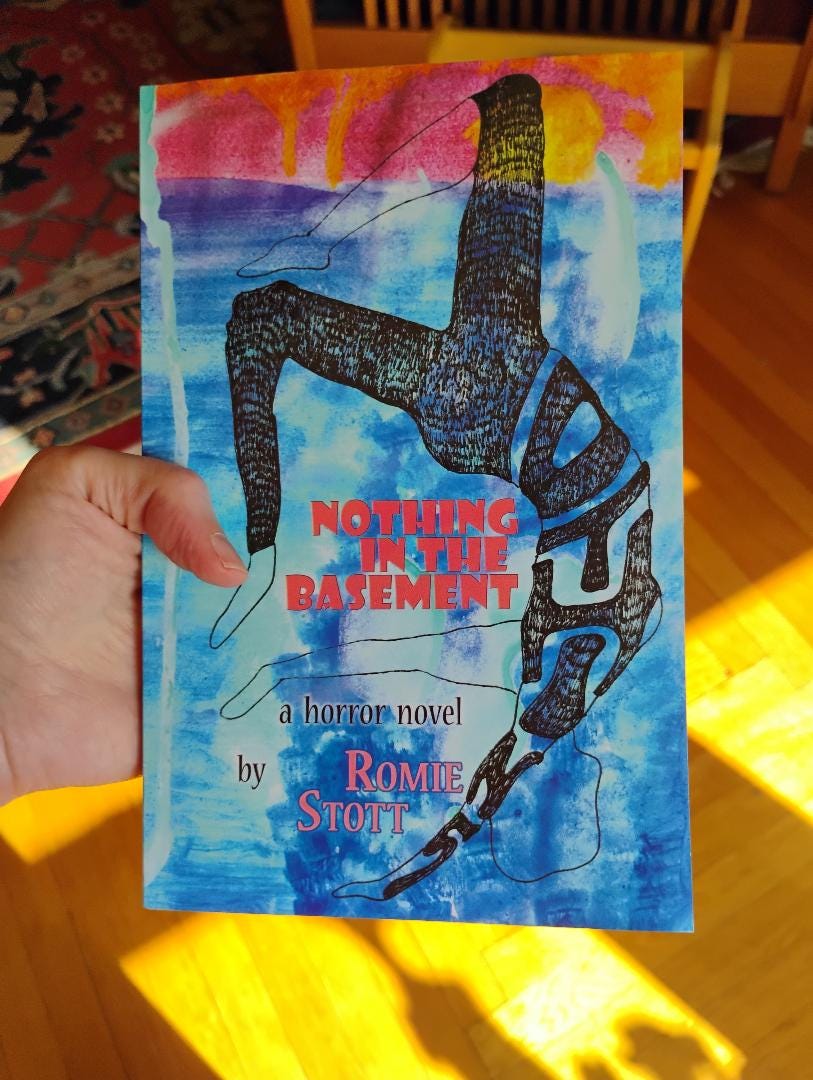 NOTHING
IN THE
BASEMENT
a horror novel
by ROMIE
STOTT